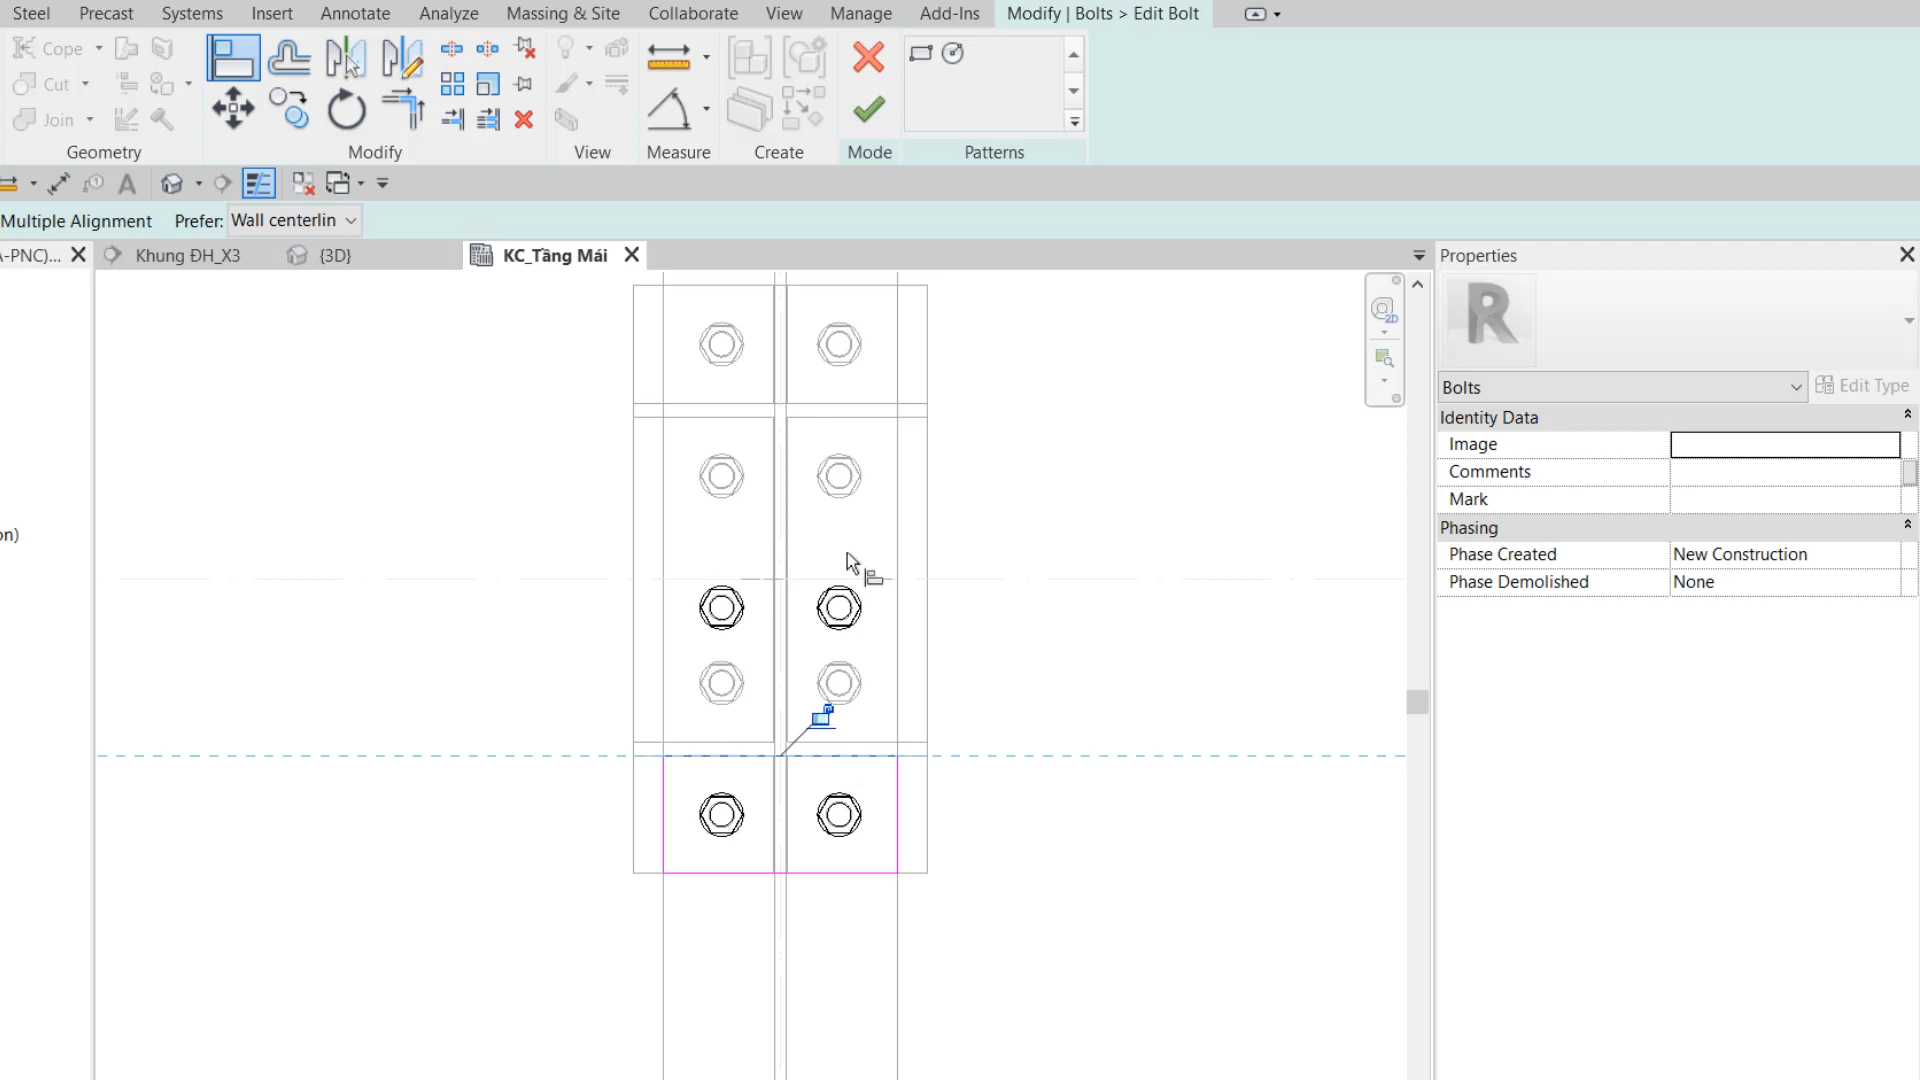 Steel Precast Systems Insert Annotate Analyze Massing & Site Collaborate View Manage Add-Ins Modify | Bolts > Edit Bolt
Cope
Cut
Join
Geometry Modify View Measure Create Mode Patterns
A
Multiple Alignment Prefer: Wall centerlin
A-PNC)... Khung ĐH_X3 {3D} KC_Tầng Mái
Properties
2D
R
Bolts Edit Type
Identity Data
Image
Comments
Mark
Phasing
Phase Created New Construction
Phase Demolished None
on)